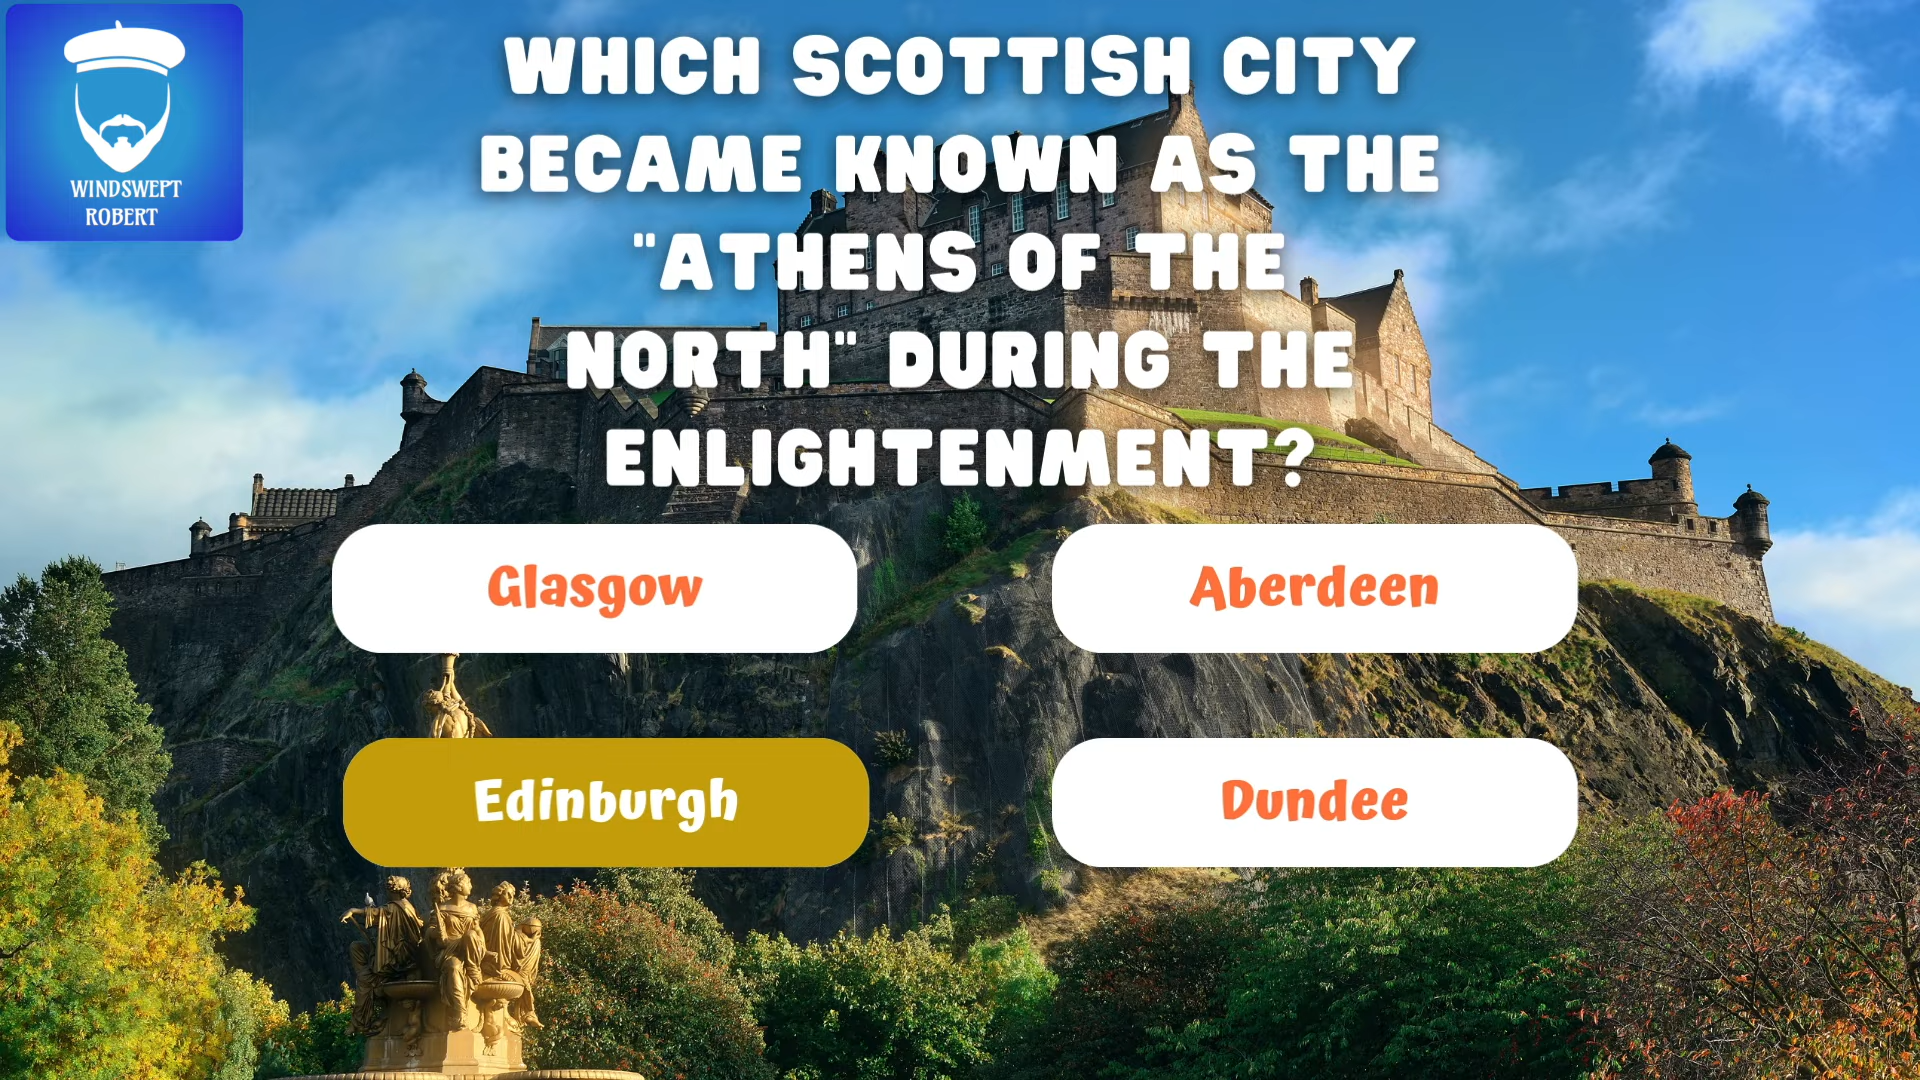 WINDSWEPT
ROBERT
WHICH SCOTTISH CITY
BECAME KNOWN AS THE
"ATHENS OF THE
NORTH" DURING THE
ENLIGHTENMENT?
Glasgow
Aberdeen
Edinburgh
Dundee